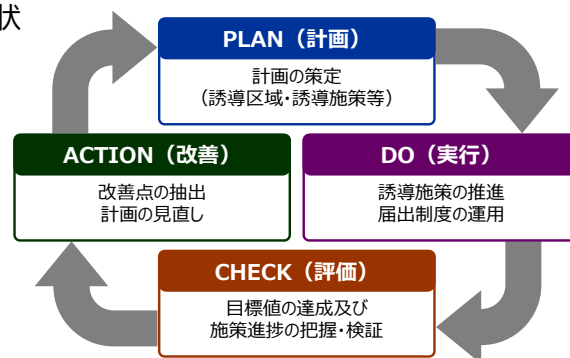 状
PLAN（計画）
計画の策定
（誘導区域・誘導施策等）
ACTION（改善）
改善点の抽出
計画の見直し
DO（実行）
誘導施策の推進
届出制度の運用
CHECK（評価）
目標値の達成及び
施策進捗の把握・検証